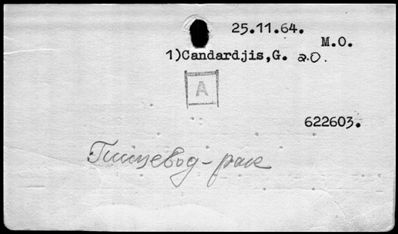 25.11.64.
M.O.
1)Candardjis,G. a.O.
A
622603.